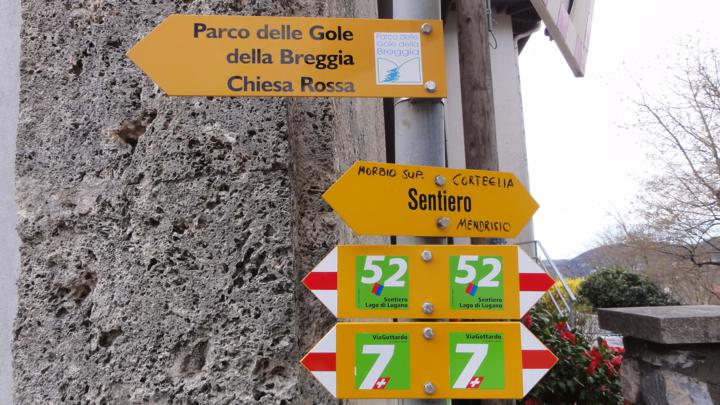 Parco delle Gole
della Breggia
Chiesa Rossa
Parco delle
Gole della
Breggia
MORBIO SUP. CORTEGLIA
Sentiero
MENDRISIO
52 52
Sentiero Sentiero
Lago di Lugano Lago di Lugano
ViaGottardo ViaGottardo
7 7